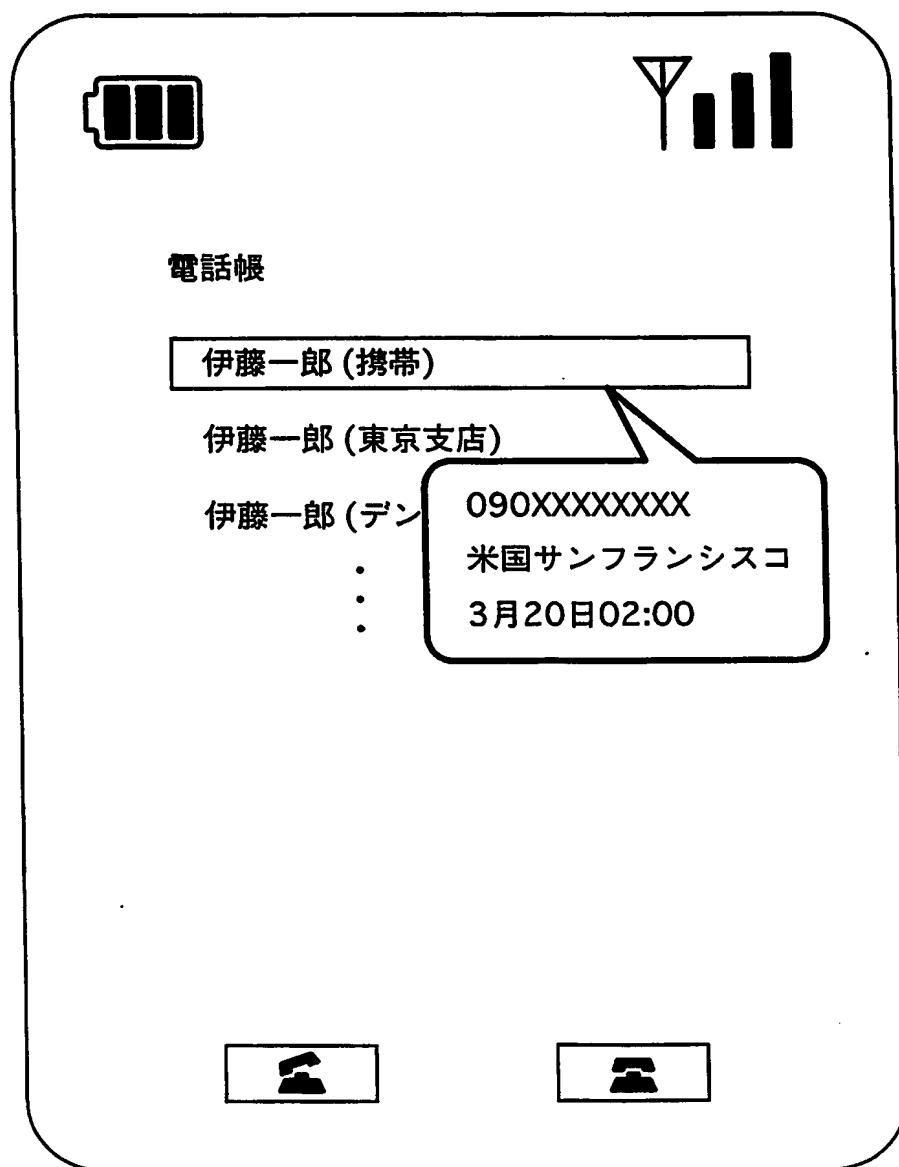 電話帳
伊藤一郎 (携帯)
伊藤一郎 (東京支店)
伊藤一郎 (デン
090XXXXXXXX
米国サンフランシスコ
3月20日02:00